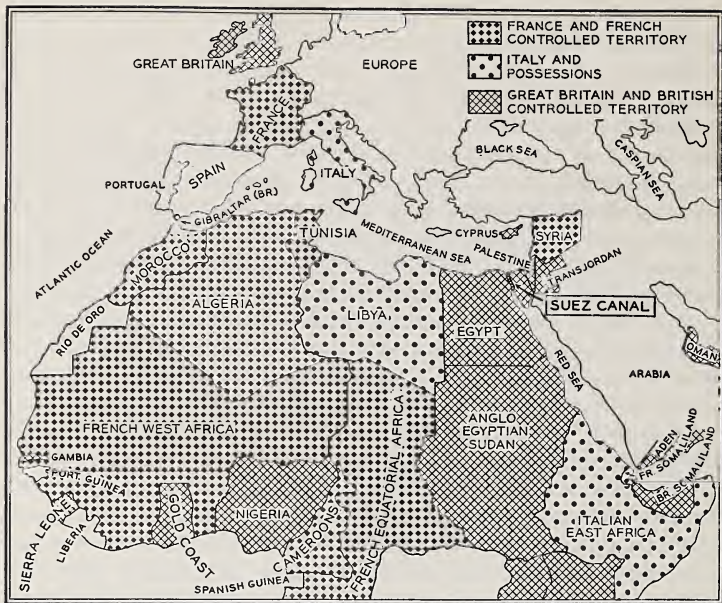 FRANCE AND FRENCH
CONTROLLED TERRITORY
ITALY AND
POSSESSIONS
GREAT BRITAIN AND BRITISH
CONTROLLED TERRITORY
GREAT BRITAIN
EUROPE
FRANCE
BLACK SEA
CASPIAN SEA
ITALY
SPAIN
PORTUGAL
GIBRALTAR (BR.)
TUNISIA
MEDITERRANEAN SEA
CYPRUS
PALESTINE
SYRIA
TRANSJORDAN
ATLANTIC OCEAN
MOROCCO
ALGERIA
LIBYA
EGYPT
SUEZ CANAL
RIO DE ORO
RED SEA
ARABIA
OMAN
FRENCH WEST AFRICA
FRENCH EQUATORIAL AFRICA
ANGLO
EGYPTIAN
SUDAN
ADEN
FR. SOMALILAND
BR. SOMALILAND
GAMBIA
PORT. GUINEA
SIERRA LEONE
LIBERIA
GOLD COAST
NIGERIA
CAMEROONS
ITALIAN
EAST AFRICA
SPANISH GUINEA